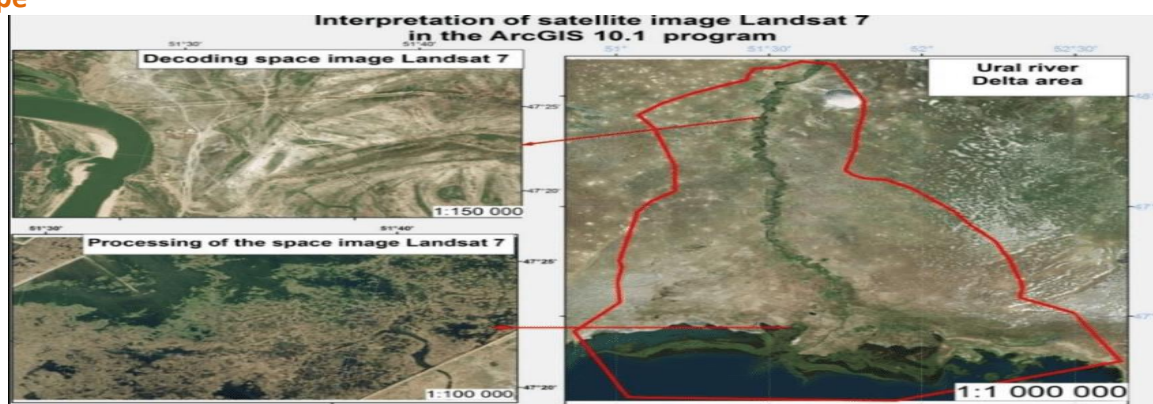 pe
Interpretation of satellite image Landsat 7
in the ArcGIS 10.1 program
51°30'
51°40'
Decoding space image Landsat 7
47°25'
47°20'
1:150 000
51°30'
51°40'
Processing of the space image Landsat 7
47°25'
47°20'
1:100 000
51°
51°30'
52°
52°30'
Ural river
Delta area
1:1 000 000